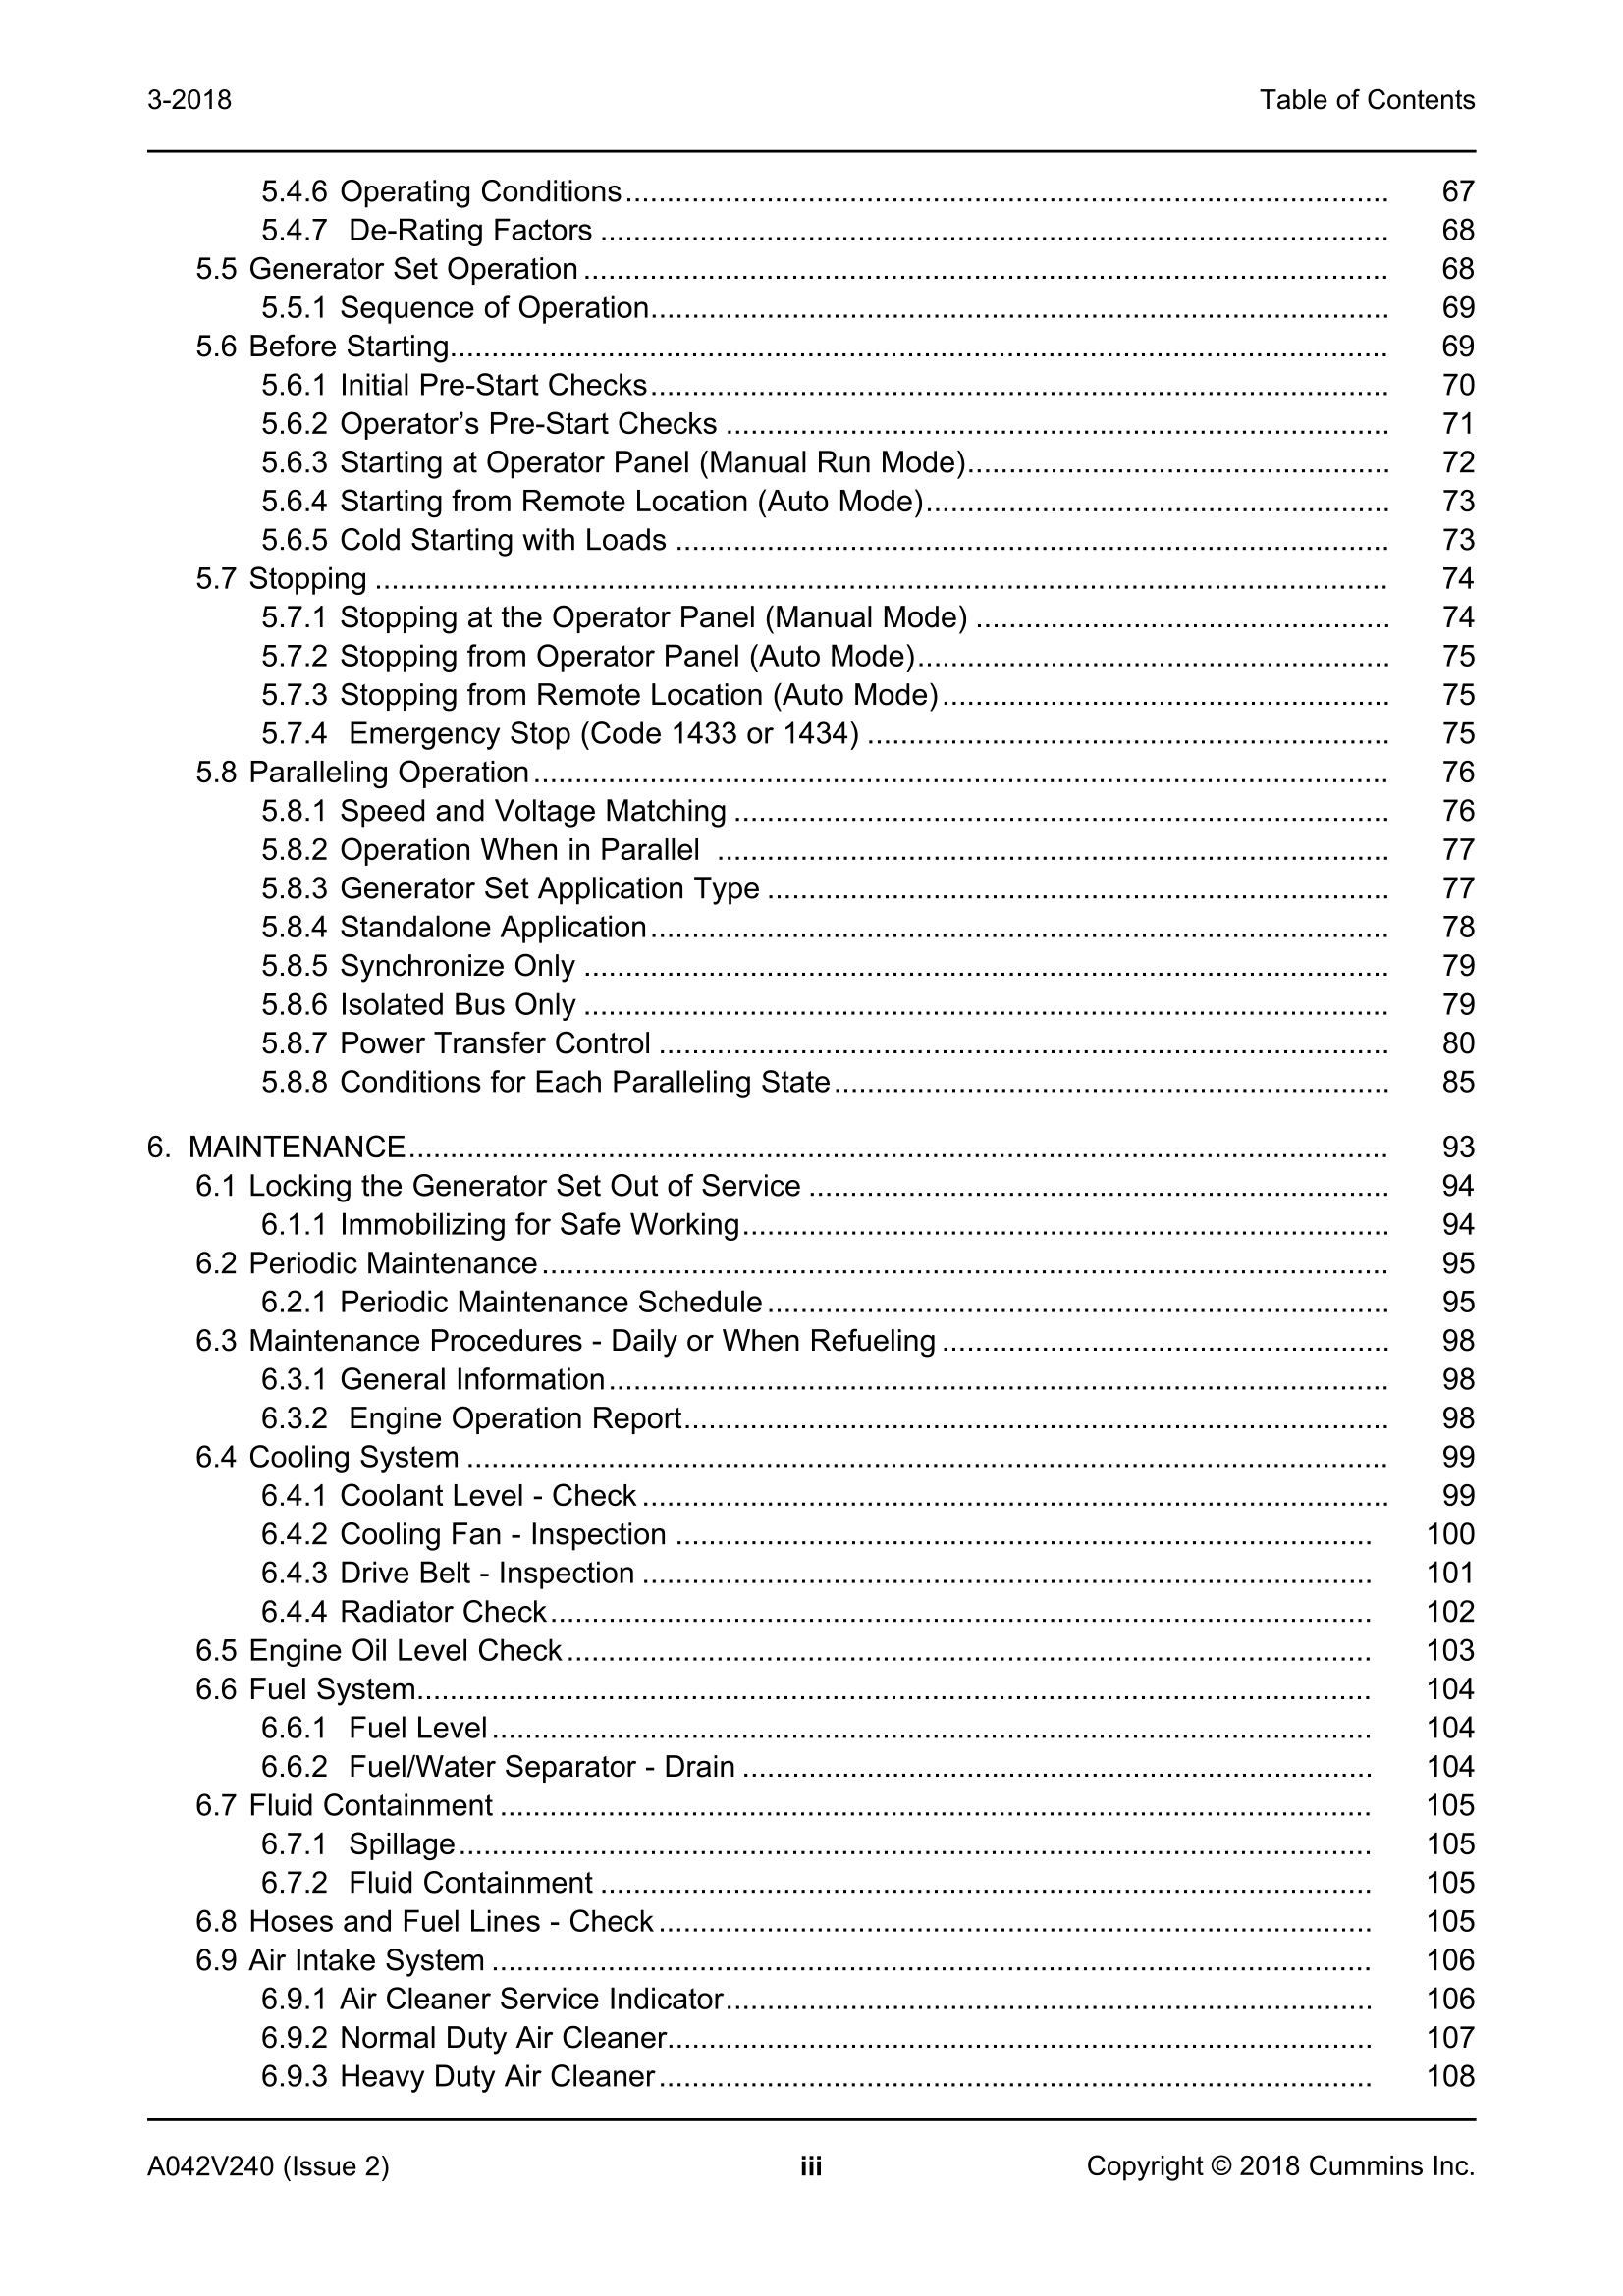 3-2018 Table of Contents
5.4.6 Operating Conditions 67
5.4.7 De-Rating Factors 68
5.5 Generator Set Operation 68
5.5.1 Sequence of Operation 69
5.6 Before Starting 69
5.6.1 Initial Pre-Start Checks 70
5.6.2 Operator’s Pre-Start Checks 71
5.6.3 Starting at Operator Panel (Manual Run Mode) 72
5.6.4 Starting from Remote Location (Auto Mode) 73
5.6.5 Cold Starting with Loads 73
5.7 Stopping 74
5.7.1 Stopping at the Operator Panel (Manual Mode) 74
5.7.2 Stopping from Operator Panel (Auto Mode) 75
5.7.3 Stopping from Remote Location (Auto Mode) 75
5.7.4 Emergency Stop (Code 1433 or 1434) 75
5.8 Paralleling Operation 76
5.8.1 Speed and Voltage Matching 76
5.8.2 Operation When in Parallel 77
5.8.3 Generator Set Application Type 77
5.8.4 Standalone Application 78
5.8.5 Synchronize Only 79
5.8.6 Isolated Bus Only 79
5.8.7 Power Transfer Control 80
5.8.8 Conditions for Each Paralleling State 85
6. MAINTENANCE 93
6.1 Locking the Generator Set Out of Service 94
6.1.1 Immobilizing for Safe Working 94
6.2 Periodic Maintenance 95
6.2.1 Periodic Maintenance Schedule 95
6.3 Maintenance Procedures - Daily or When Refueling 98
6.3.1 General Information 98
6.3.2 Engine Operation Report 98
6.4 Cooling System 99
6.4.1 Coolant Level - Check 99
6.4.2 Cooling Fan - Inspection 100
6.4.3 Drive Belt - Inspection 101
6.4.4 Radiator Check 102
6.5 Engine Oil Level Check 103
6.6 Fuel System 104
6.6.1 Fuel Level 104
6.6.2 Fuel/Water Separator - Drain 104
6.7 Fluid Containment 105
6.7.1 Spillage 105
6.7.2 Fluid Containment 105
6.8 Hoses and Fuel Lines - Check 105
6.9 Air Intake System 106
6.9.1 Air Cleaner Service Indicator 106
6.9.2 Normal Duty Air Cleaner 107
6.9.3 Heavy Duty Air Cleaner 108
A042V240 (Issue 2) iii Copyright © 2018 Cummins Inc.